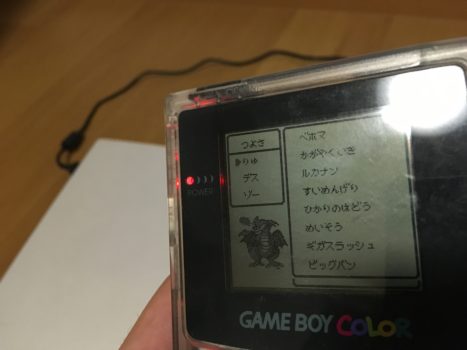 つよさ
▶りゅ
デス
ゾー
ベホマ
かがやくいき
ルカナン
すいめんげり
ひかりのはどう
めいそう
ギガスラッシュ
ビッグバン
POWER
GAME BOY COLOR